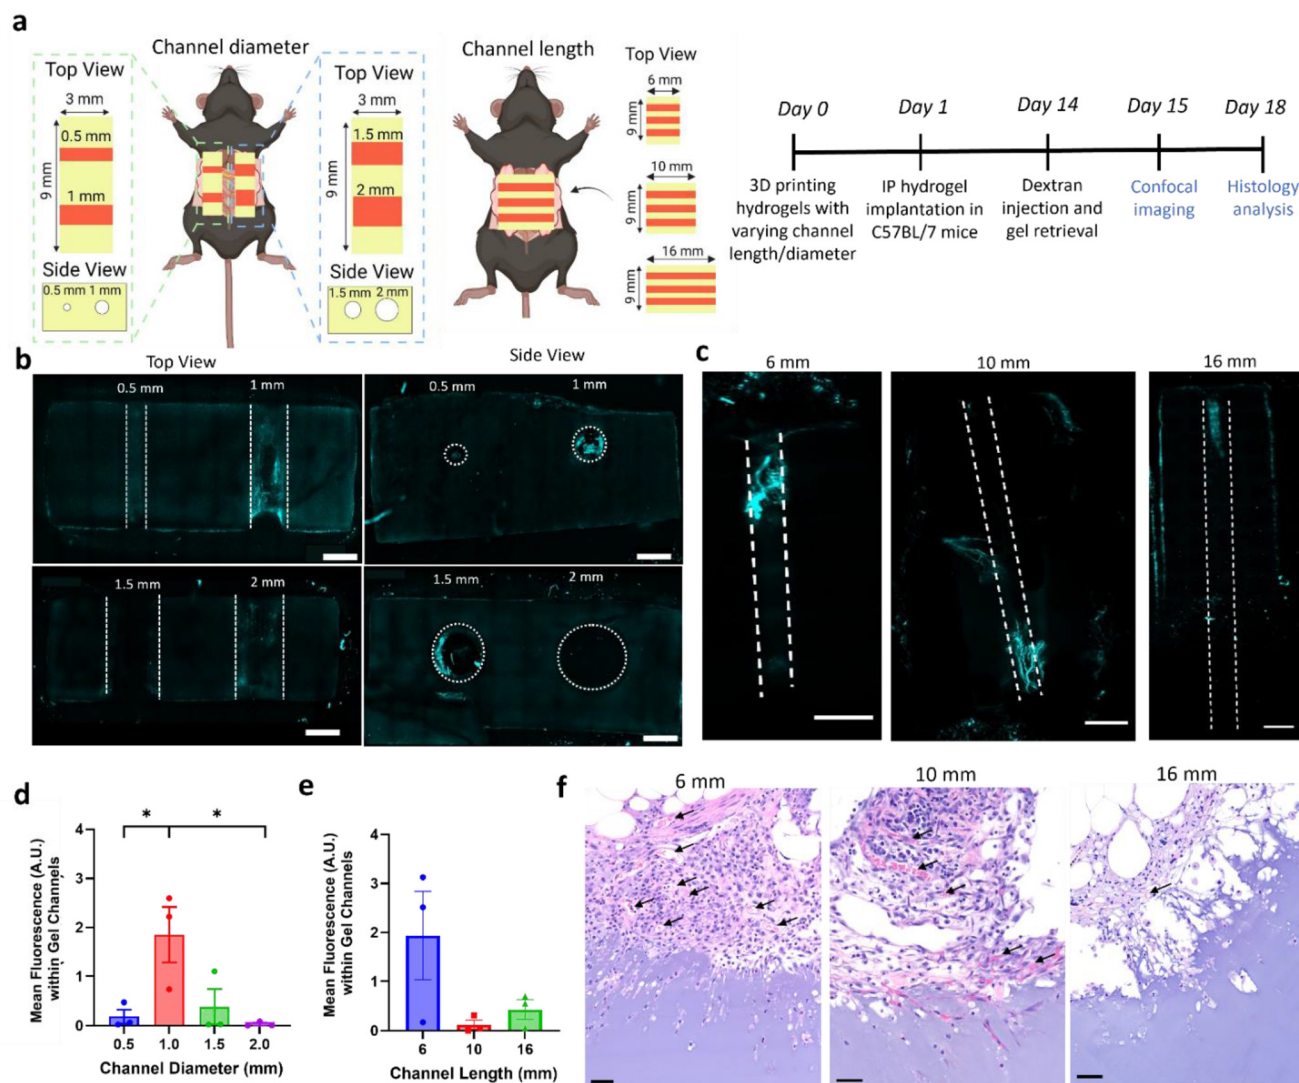 a
Channel diameter
Top View
3 mm
0.5 mm
1 mm
9 mm
Side View
0.5 mm 1 mm
Top View
3 mm
1.5 mm
2 mm
9 mm
Side View
1.5 mm 2 mm
Channel length
Top View
6 mm
9 mm
10 mm
9 mm
16 mm
9 mm
Day 0
Day 1
Day 14
Day 15
Day 18
3D printing
hydrogels with
varying channel
length/diameter
IP hydrogel
implantation in
C57BL/7 mice
Dextran
injection and
gel retrieval
Confocal
imaging
Histology
analysis
b
Top View
Side View
0.5 mm
1 mm
0.5 mm
1 mm
1.5 mm
2 mm
1.5 mm
2 mm
c
6 mm
10 mm
16 mm
d
Mean Fluorescence (A.U.)
within Gel Channels
4
3
2
1
0
*
*
0.5 1.0 1.5 2.0
Channel Diameter (mm)
e
Mean Fluorescence (A.U.)
within Gel Channels
4
3
2
1
0
6 10 16
Channel Length (mm)
f
6 mm
10 mm
16 mm